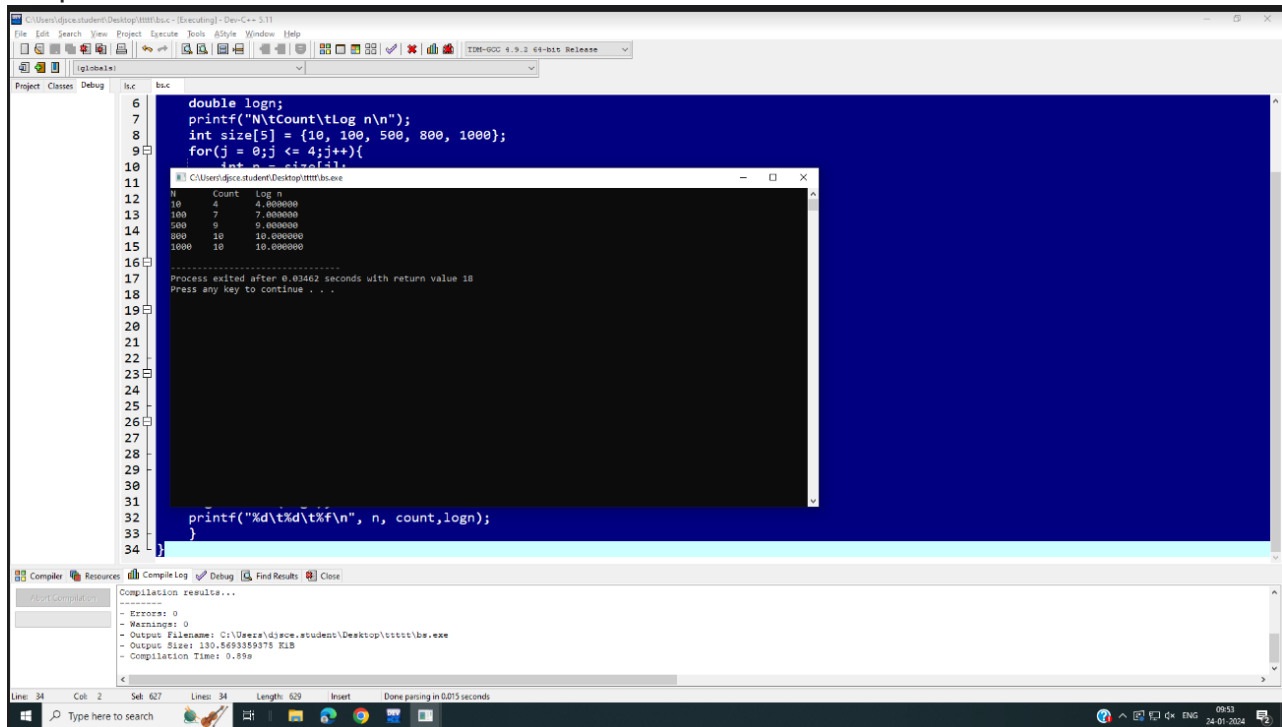 C:\Users\djsce.student\Desktop\ttttt\bs.c - [Executing] - Dev-C++ 5.11
File Edit Search View Project Execute Tools AStyle Window Help
TDM-GCC 4.9.2 64-bit Release
(globals)
Project Classes Debug ls.c bs.c
6 double logn;
7 printf("N\tCount\tLog n\n");
8 int size[5] = {10, 100, 500, 800, 1000};
9 for(j = 0;j <= 4;j++){
10 int n = size[j];
11
12
13
14
15
16
17
18
19
20
21
22
23
24
25
26
27
28
29
30
31
32 printf("%d\t%d\t%f\n", n, count,logn);
33 }
34 }
C:\Users\djsce.student\Desktop\ttttt\bs.exe
N Count Log n
10 4 4.000000
100 7 7.000000
500 9 9.000000
800 10 10.000000
1000 10 10.000000
--------------------------------
Process exited after 0.03462 seconds with return value 18
Press any key to continue . . .
Compiler Resources Compile Log Debug Find Results Close
Abort Compilation
Compilation results...
--------
- Errors: 0
- Warnings: 0
- Output Filename: C:\Users\djsce.student\Desktop\ttttt\bs.exe
- Output Size: 130.5693359375 KiB
- Compilation Time: 0.89s
Line: 34 Col: 2 Sel: 627 Lines: 34 Length: 629 Insert Done parsing in 0.015 seconds
Type here to search
ENG
09:53
24-01-2024